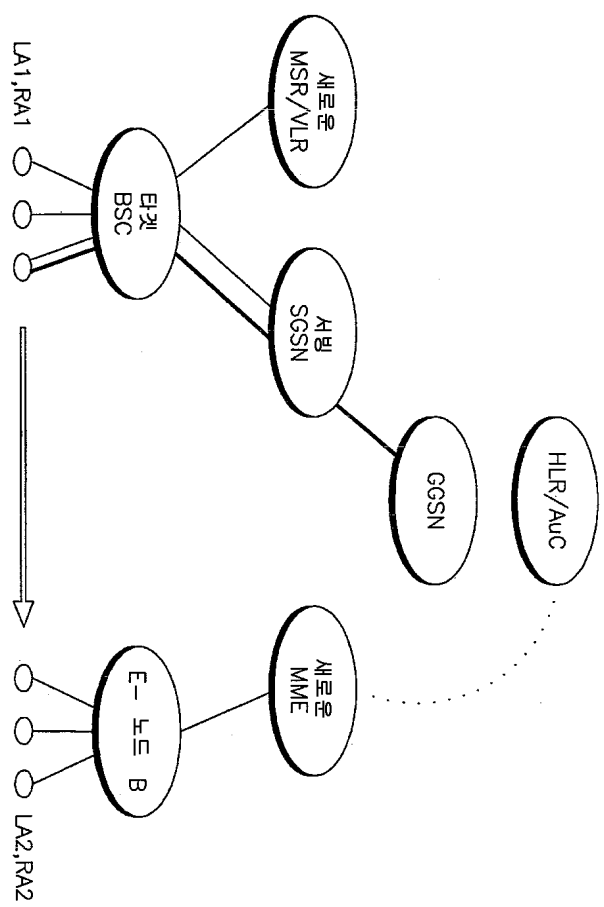 HLR/AuC
GGSN
새로운
MSR/VLR
서빙
SGSN
새로운
MME
타겟
BSC
E- 노드 B
LA1,RA1
LA2,RA2